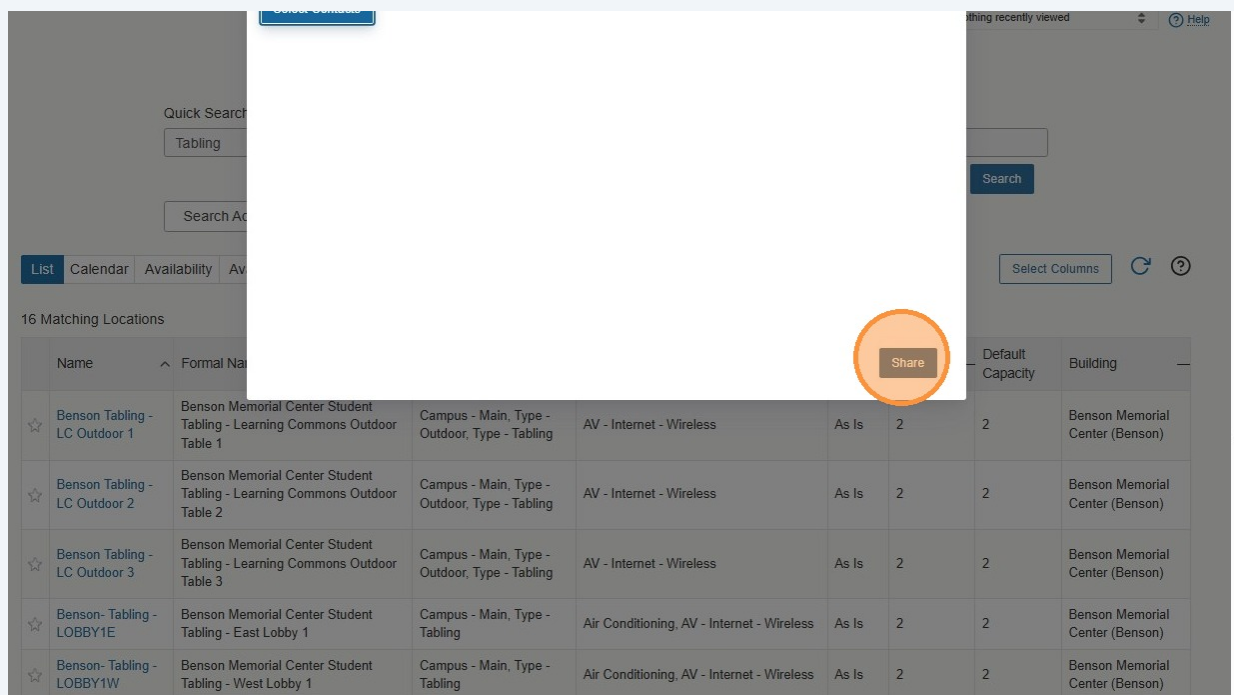 Select Contacts
thing recently viewed
Help
Quick Search
Tabling
Search
Search Ad
List Calendar Availability Av
Select Columns
16 Matching Locations
Name
Formal Nar
Default
Capacity
Building
Share
Benson Tabling -
LC Outdoor 1
Benson Memorial Center Student
Tabling - Learning Commons Outdoor
Table 1
Campus - Main, Type -
Outdoor, Type - Tabling
AV - Internet - Wireless
As Is
2
2
Benson Memorial
Center (Benson)
Benson Tabling -
LC Outdoor 2
Benson Memorial Center Student
Tabling - Learning Commons Outdoor
Table 2
Campus - Main, Type -
Outdoor, Type - Tabling
AV - Internet - Wireless
As Is
2
2
Benson Memorial
Center (Benson)
Benson Tabling -
LC Outdoor 3
Benson Memorial Center Student
Tabling - Learning Commons Outdoor
Table 3
Campus - Main, Type -
Outdoor, Type - Tabling
AV - Internet - Wireless
As Is
2
2
Benson Memorial
Center (Benson)
Benson- Tabling -
LOBBY1E
Benson Memorial Center Student
Tabling - East Lobby 1
Campus - Main, Type -
Tabling
Air Conditioning, AV - Internet - Wireless
As Is
2
2
Benson Memorial
Center (Benson)
Benson- Tabling -
LOBBY1W
Benson Memorial Center Student
Tabling - West Lobby 1
Campus - Main, Type -
Tabling
Air Conditioning, AV - Internet - Wireless
As Is
2
2
Benson Memorial
Center (Benson)